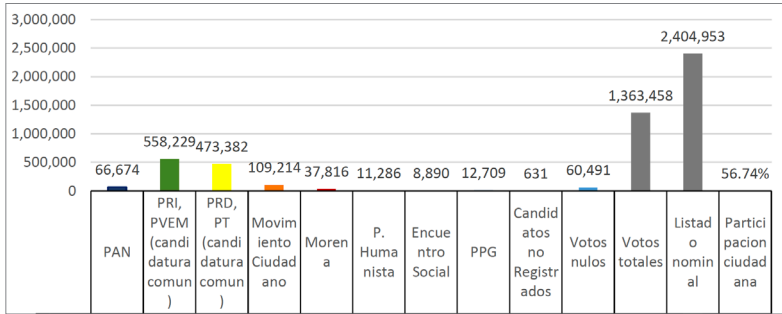 3,000,000
2,500,000
2,000,000
1,500,000
1,000,000
500,000
0
66,674
558,229
473,382
109,214
37,816
11,286
8,890
12,709
631
60,491
1,363,458
2,404,953
56.74%
PAN
PRI,
PVEM
(candi
datura
comun
)
PRD,
PT
(candi
datura
comun
)
Movim
iento
Ciudad
ano
Moren
a
P.
Huma
nista
Encue
ntro
Social
PPG
Candid
atos
no
Registr
ados
Votos
nulos
Votos
totales
Listad
o
nomin
al
Partici
pacion
ciudad
ana